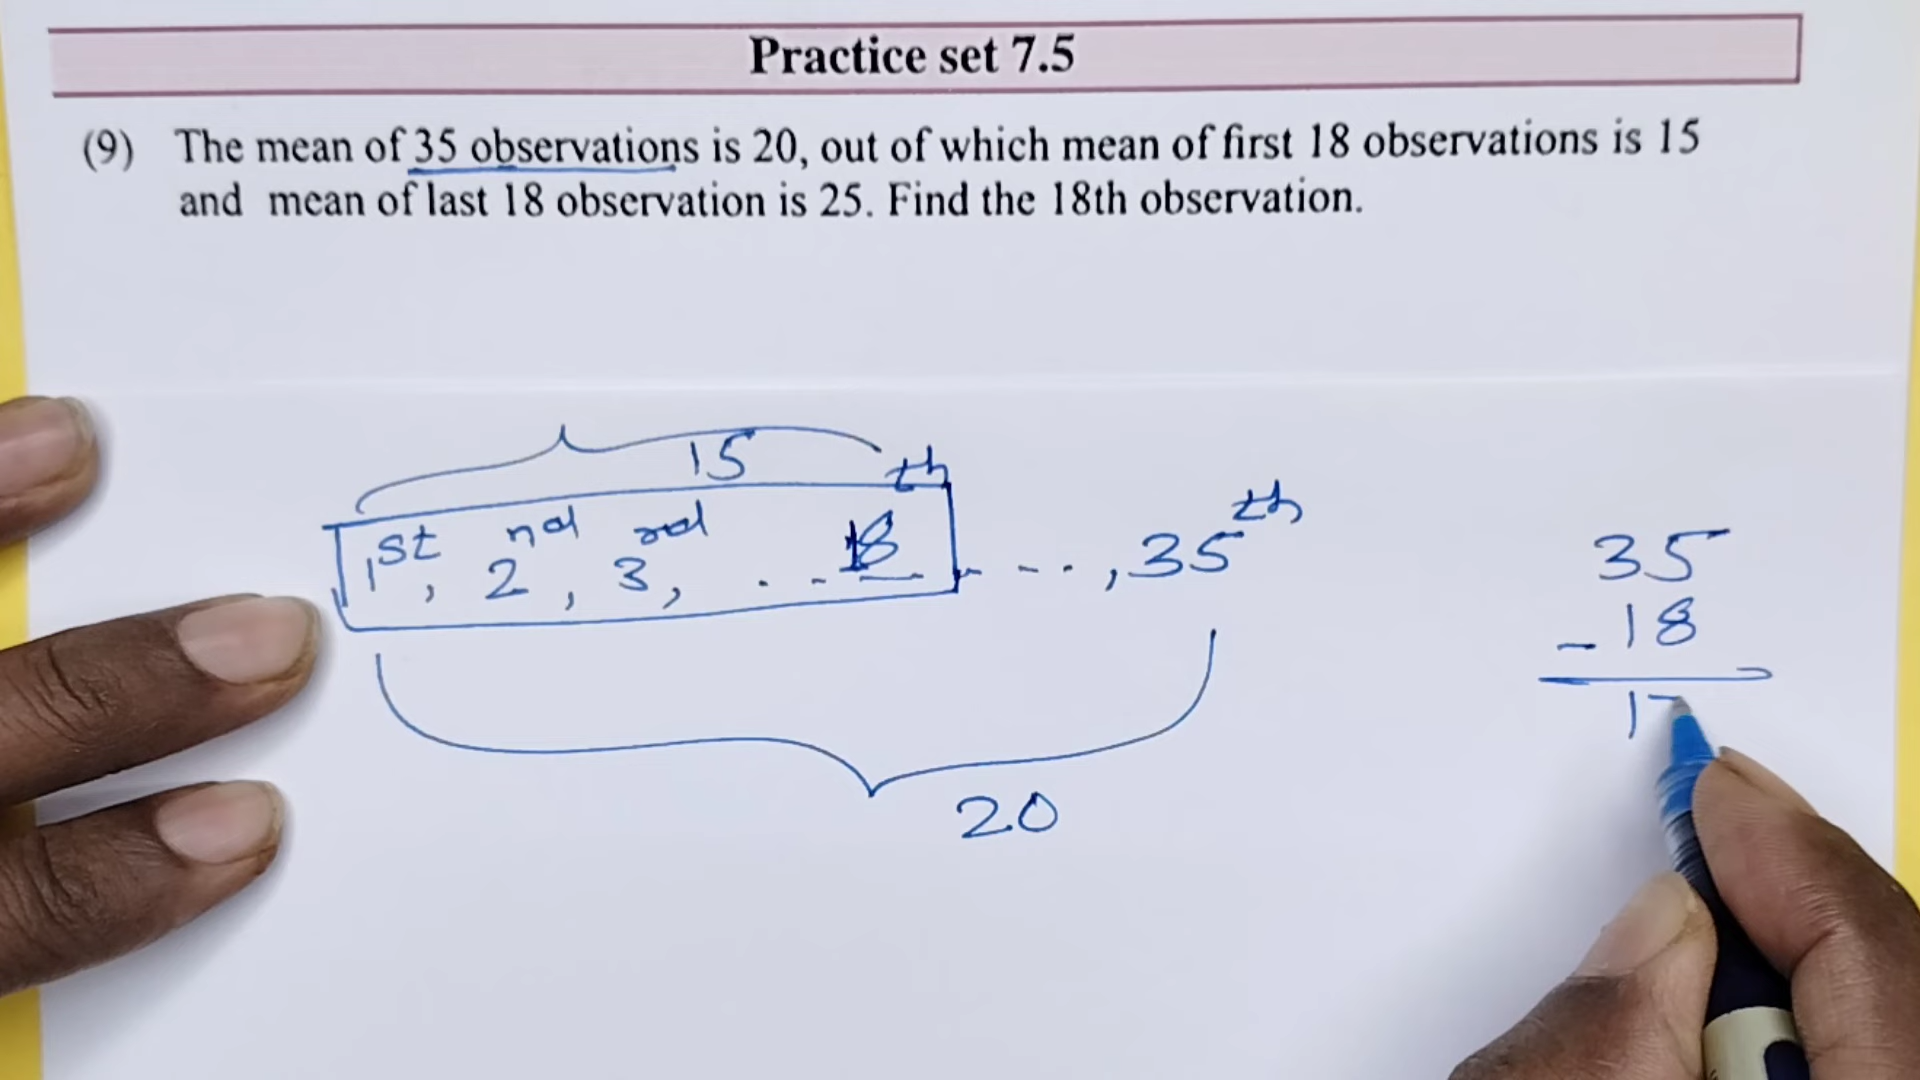 Practice set 7.5
(9) The mean of 35 observations is 20, out of which mean of first 18 observations is 15
and mean of last 18 observation is 25. Find the 18th observation.
15
1st, 2nd, 3rd, . . 18th - - . . , 35th
20
35
- 18
17